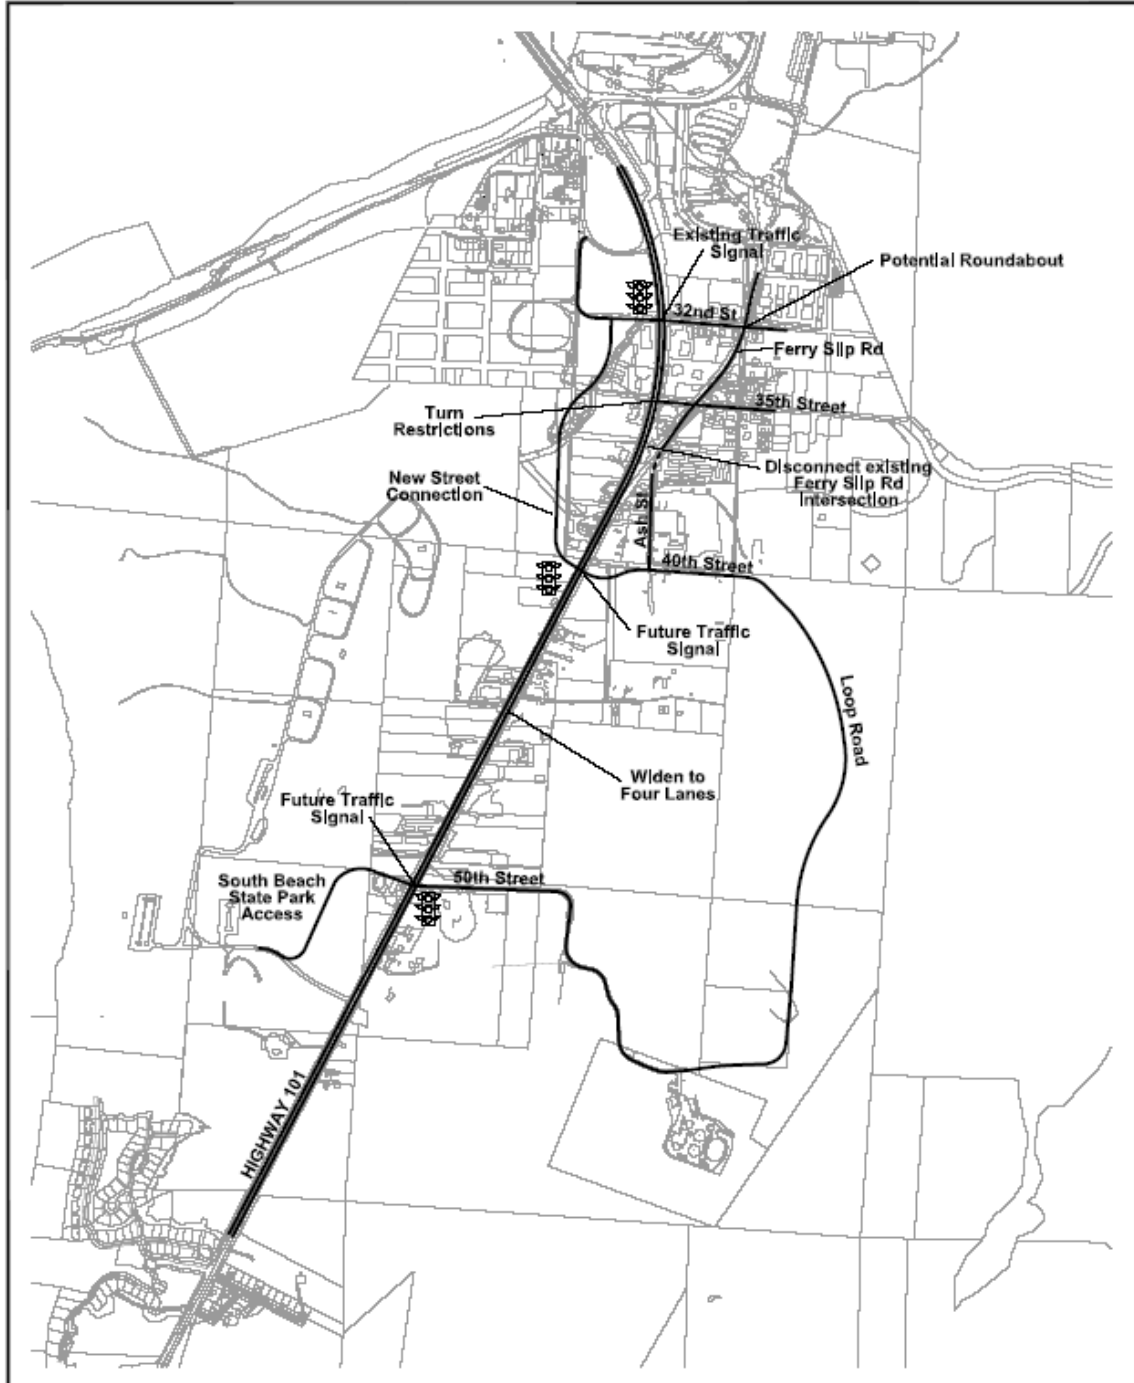 Existing Traffic
Signal
Potential Roundabout
32nd St
Ferry Slip Rd
35th Street
Turn
Restrictions
Disconnect existing
Ferry Slip Rd
Intersection
New Street
Connection
Ash St
40th Street
Future Traffic
Signal
Loop Road
Widen to
Four Lanes
Future Traffic
Signal
50th Street
South Beach
State Park
Access
HIGHWAY 101